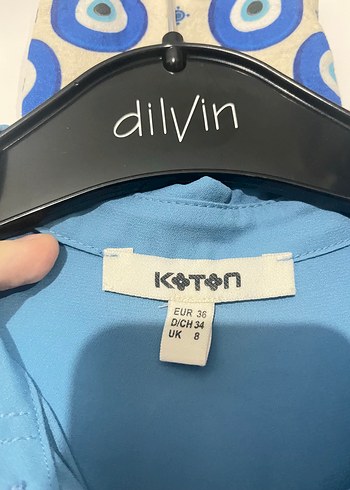 dilvin
KOTON
EUR 36
D/CH 34
UK 8